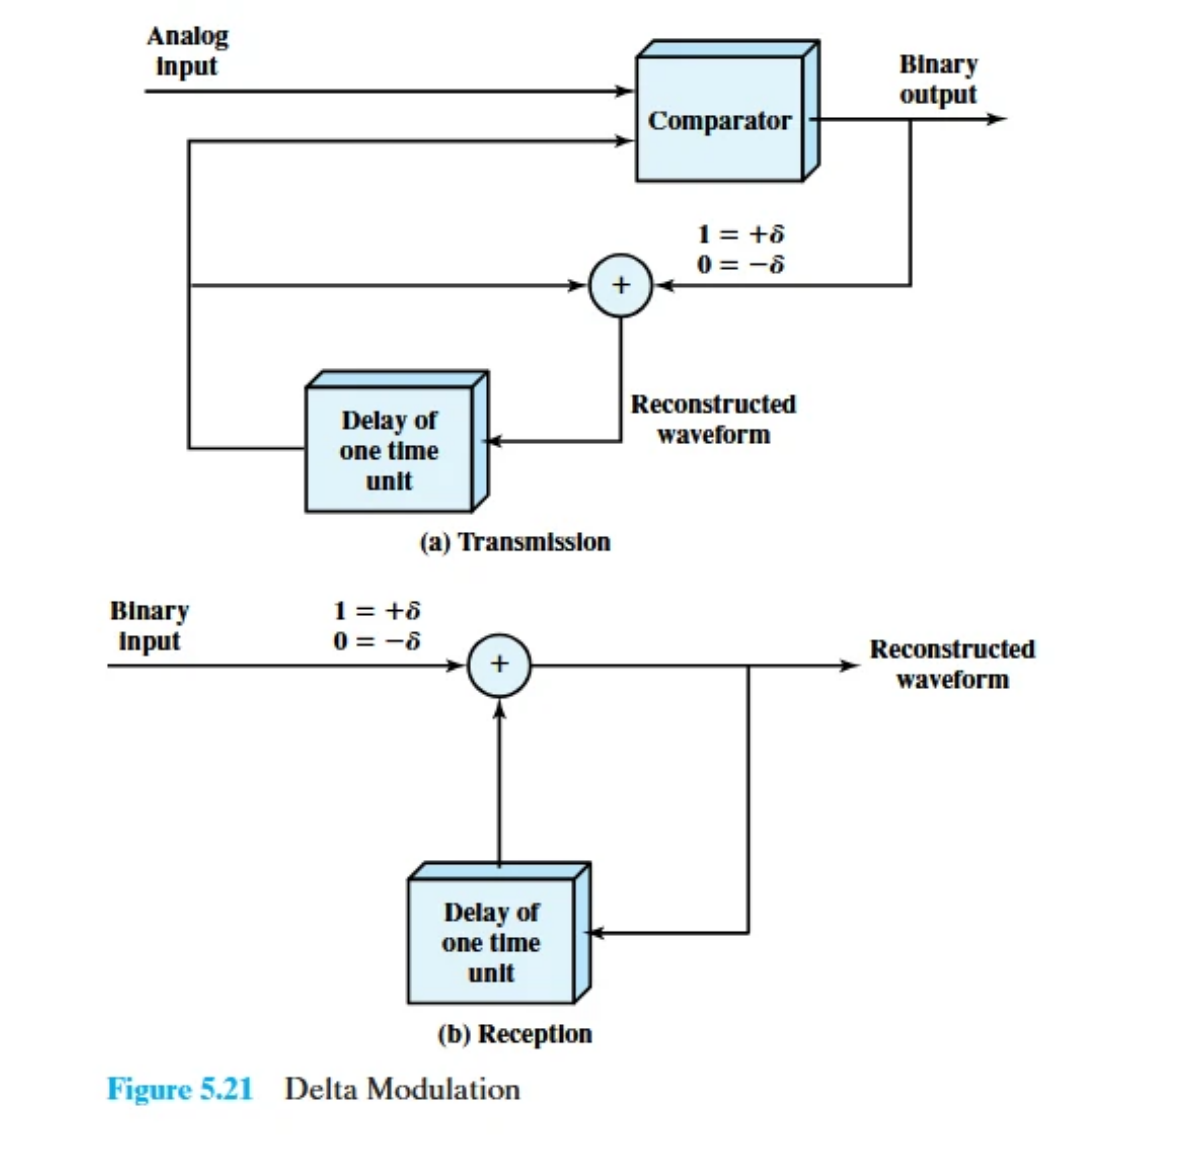 Analog
input
Binary
output
Comparator
1 = +δ
0 = −δ
+
Reconstructed
waveform
Delay of
one time
unit
(a) Transmission
Binary
input
1 = +δ
0 = −δ
+
Reconstructed
waveform
Delay of
one time
unit
(b) Reception
Figure 5.21 Delta Modulation